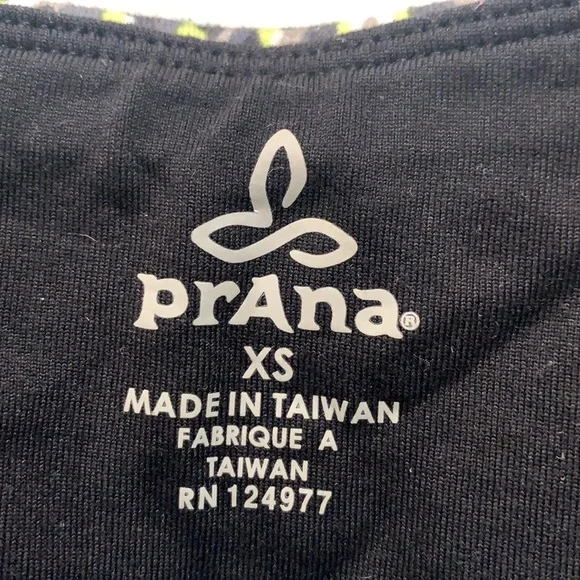 prAna®
XS
MADE IN TAIWAN
FABRIQUE A
TAIWAN
RN 124977